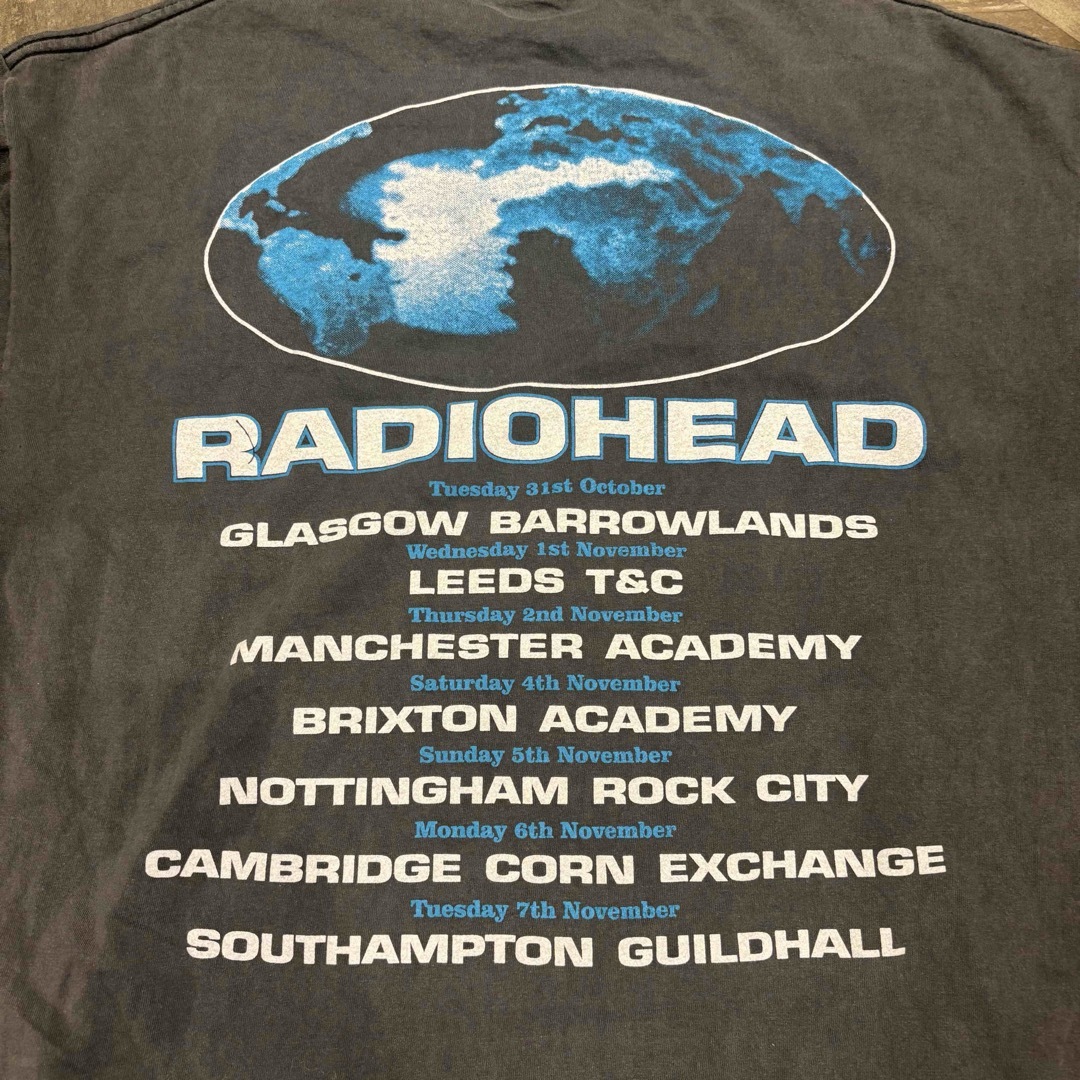 RADIOHEAD
Tuesday 31st October
GLASGOW BARROWLANDS
Wednesday 1st November
LEEDS T&C
Thursday 2nd November
MANCHESTER ACADEMY
Saturday 4th November
BRIXTON ACADEMY
Sunday 5th November
NOTTINGHAM ROCK CITY
Monday 6th November
CAMBRIDGE CORN EXCHANGE
Tuesday 7th November
SOUTHAMPTON GUILDHALL